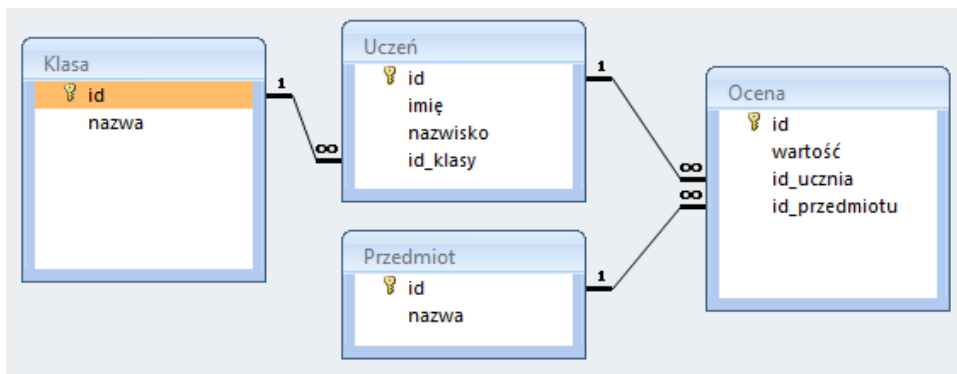 Klasa
id
nazwa
1
∞
Uczeń
id
imię
nazwisko
id_klasy
1
∞
Przedmiot
id
nazwa
1
∞
Ocena
id
wartość
id_ucznia
id_przedmiotu